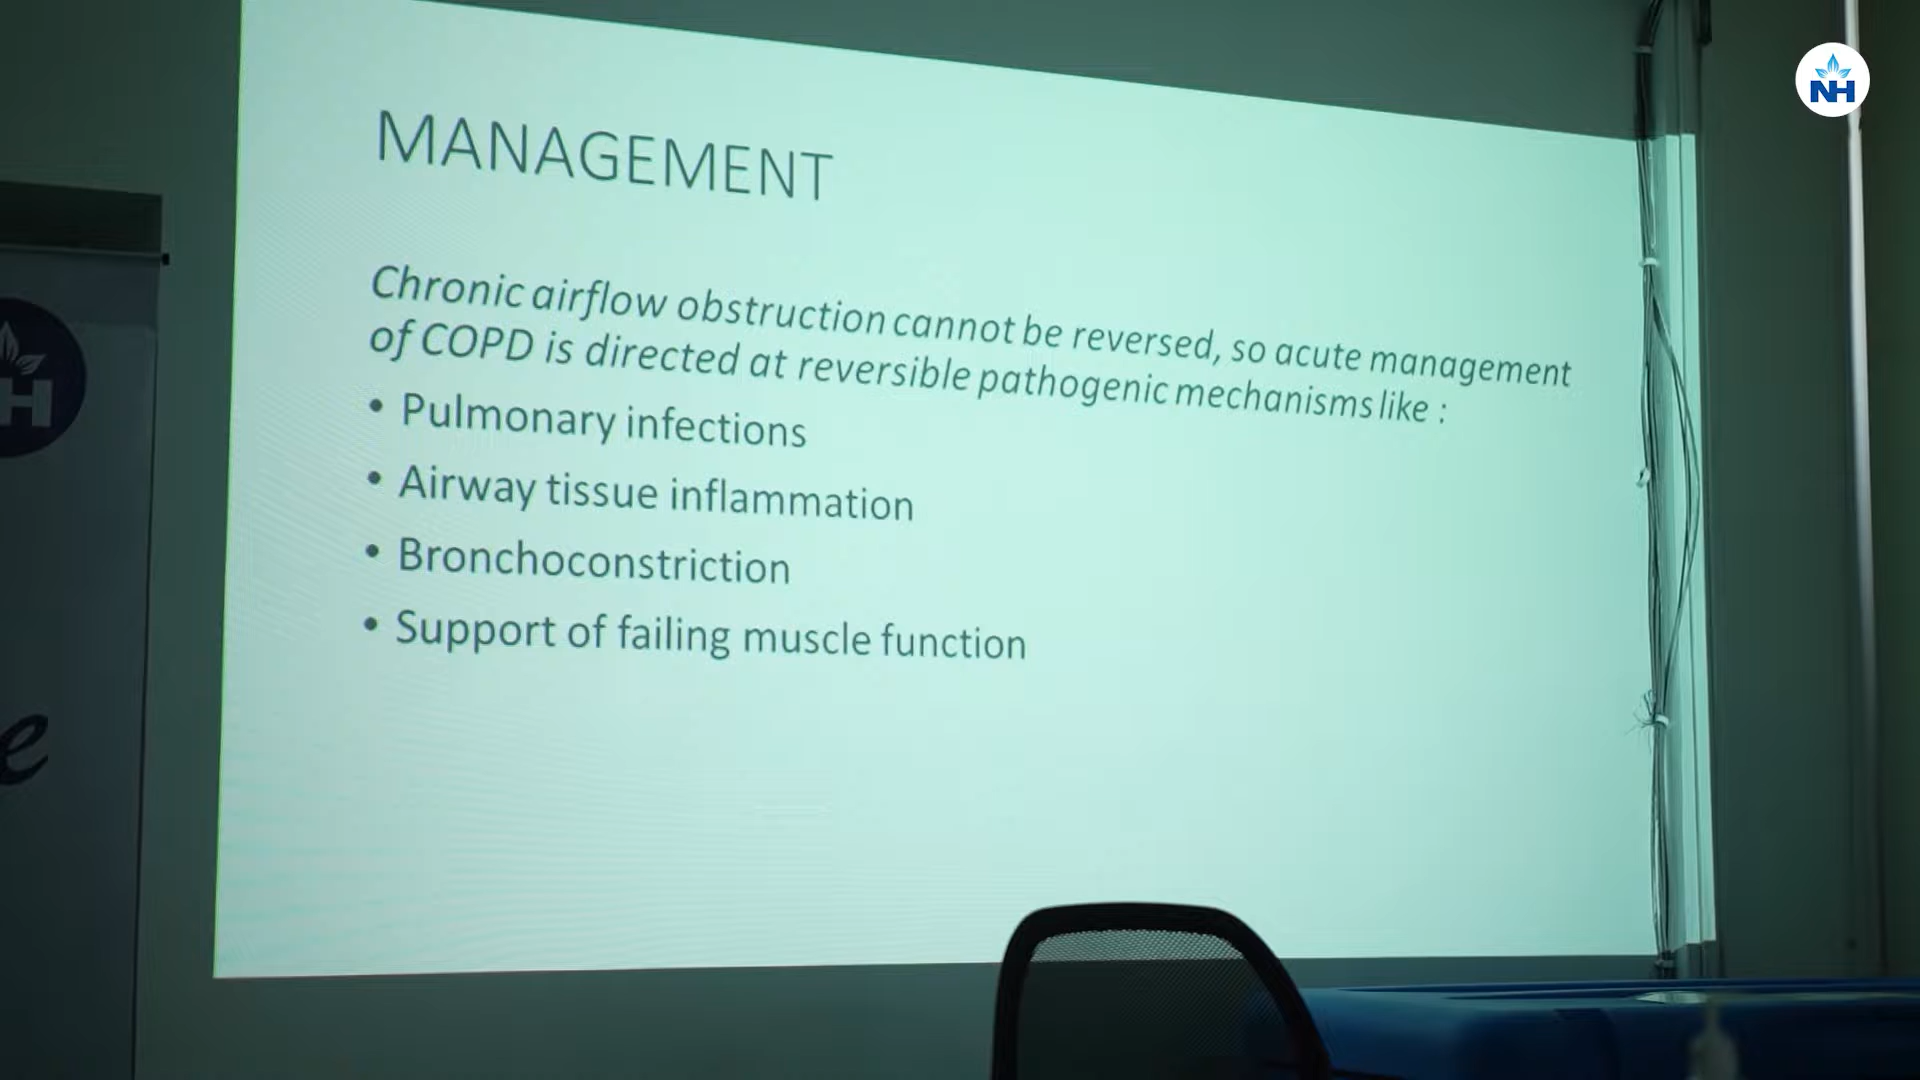 NH
MANAGEMENT
Chronic airflow obstruction cannot be reversed, so acute management
of COPD is directed at reversible pathogenic mechanisms like :
• Pulmonary infections
• Airway tissue inflammation
• Bronchoconstriction
• Support of failing muscle function
H
e